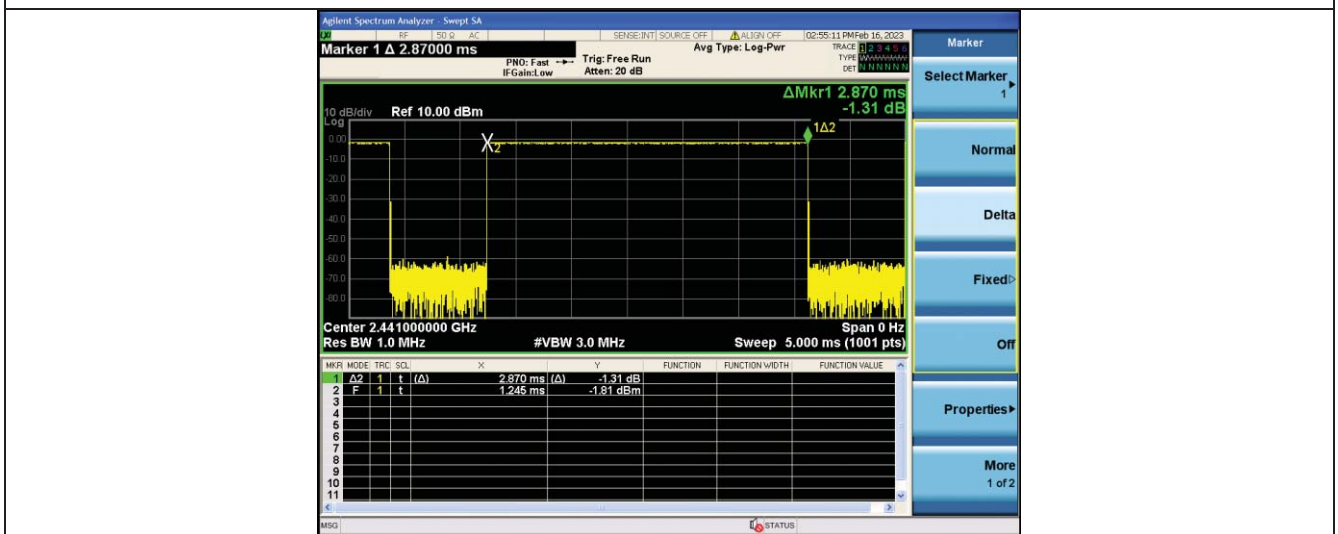 Agilent Spectrum Analyzer - Swept SA
RF 50 Ω AC SENSE:INT SOURCE OFF ALIGN OFF 02:55:11 PM Feb 16, 2023
Marker 1 Δ 2.87000 ms
PNO: Fast
IFGain:Low
Trig: Free Run
Atten: 20 dB
Avg Type: Log-Pwr
TRACE 1 2 3 4 5 6
TYPE
DET N N N N N N
ΔMkr1 2.870 ms
-1.31 dB
10 dB/div Ref 10.00 dBm
Log
0.00
-10.0
-20.0
-30.0
-40.0
-50.0
-60.0
-70.0
-80.0
X2
1Δ2
Center 2.441000000 GHz Span 0 Hz
Res BW 1.0 MHz #VBW 3.0 MHz Sweep 5.000 ms (1001 pts)
MKR MODE TRC SCL X Y FUNCTION FUNCTION WIDTH FUNCTION VALUE
1 Δ2 1 t (Δ) 2.870 ms (Δ) -1.31 dB
2 F 1 t 1.245 ms -1.81 dBm
3
4
5
6
7
8
9
10
11
MSG STATUS
Marker
Select Marker
1
Normal
Delta
Fixed
Off
Properties
More
1 of 2